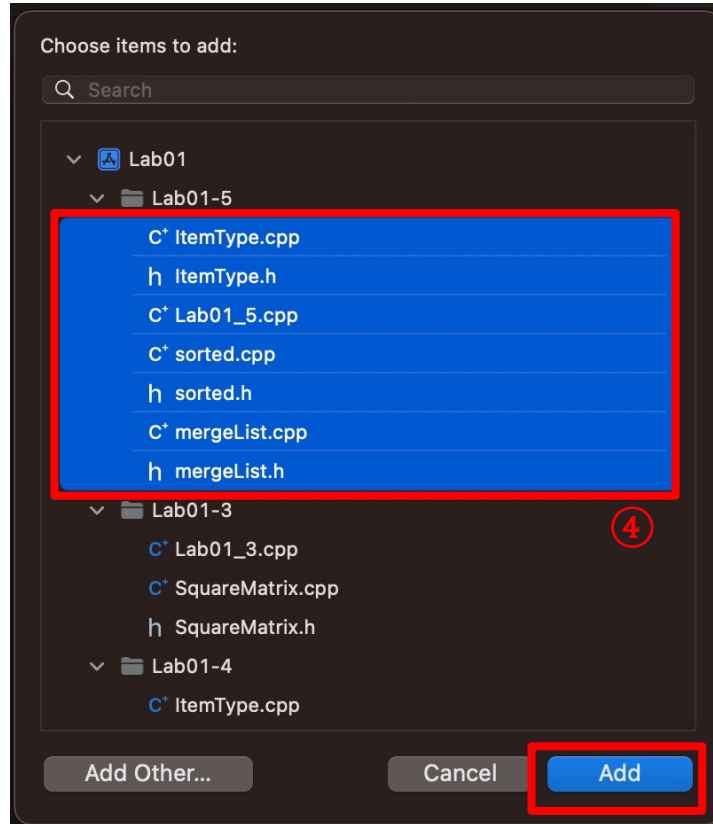 Choose items to add:
Search
Lab01
Lab01-5
C⁺ ItemType.cpp
h ItemType.h
C⁺ Lab01_5.cpp
C⁺ sorted.cpp
h sorted.h
C⁺ mergeList.cpp
h mergeList.h
Lab01-3
④
C⁺ Lab01_3.cpp
C⁺ SquareMatrix.cpp
h SquareMatrix.h
Lab01-4
C⁺ ItemType.cpp
Add Other... Cancel Add